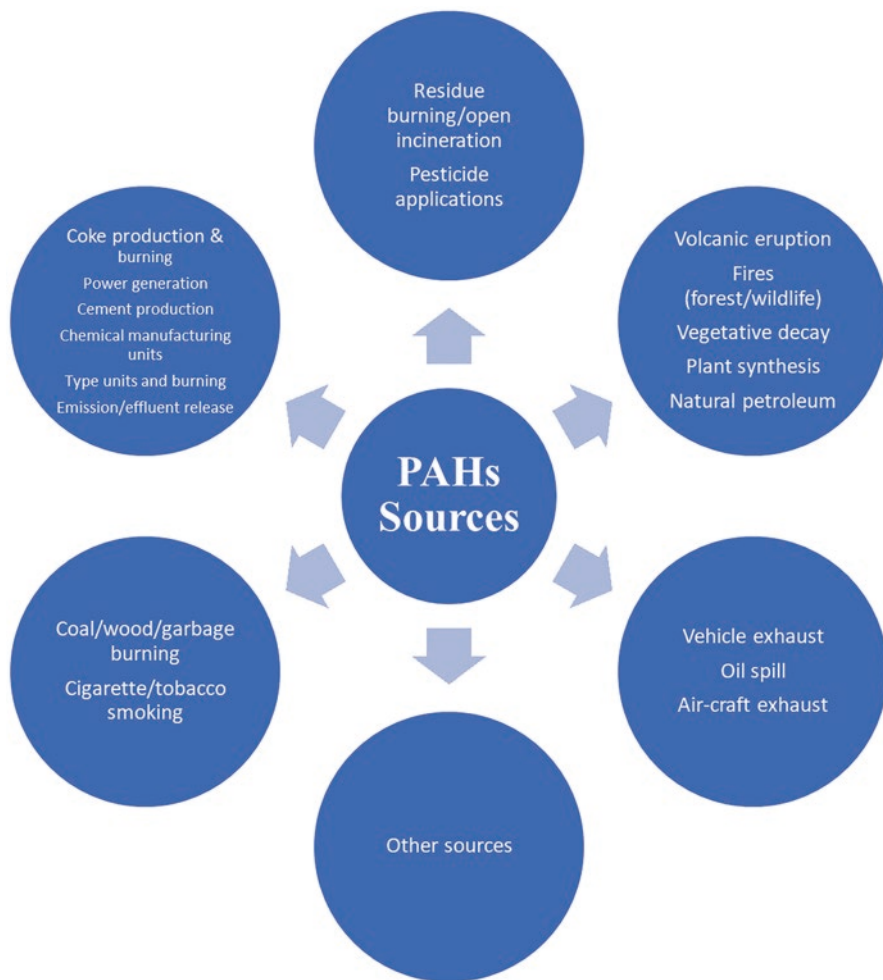 Residue
burning/open
incineration
Pesticide
applications
Coke production &
burning
Power generation
Cement production
Chemical manufacturing
units
Type units and burning
Emission/effluent release
Volcanic eruption
Fires
(forest/wildlife)
Vegetative decay
Plant synthesis
Natural petroleum
PAHs
Sources
Coal/wood/garbage
burning
Cigarette/tobacco
smoking
Vehicle exhaust
Oil spill
Air-craft exhaust
Other sources